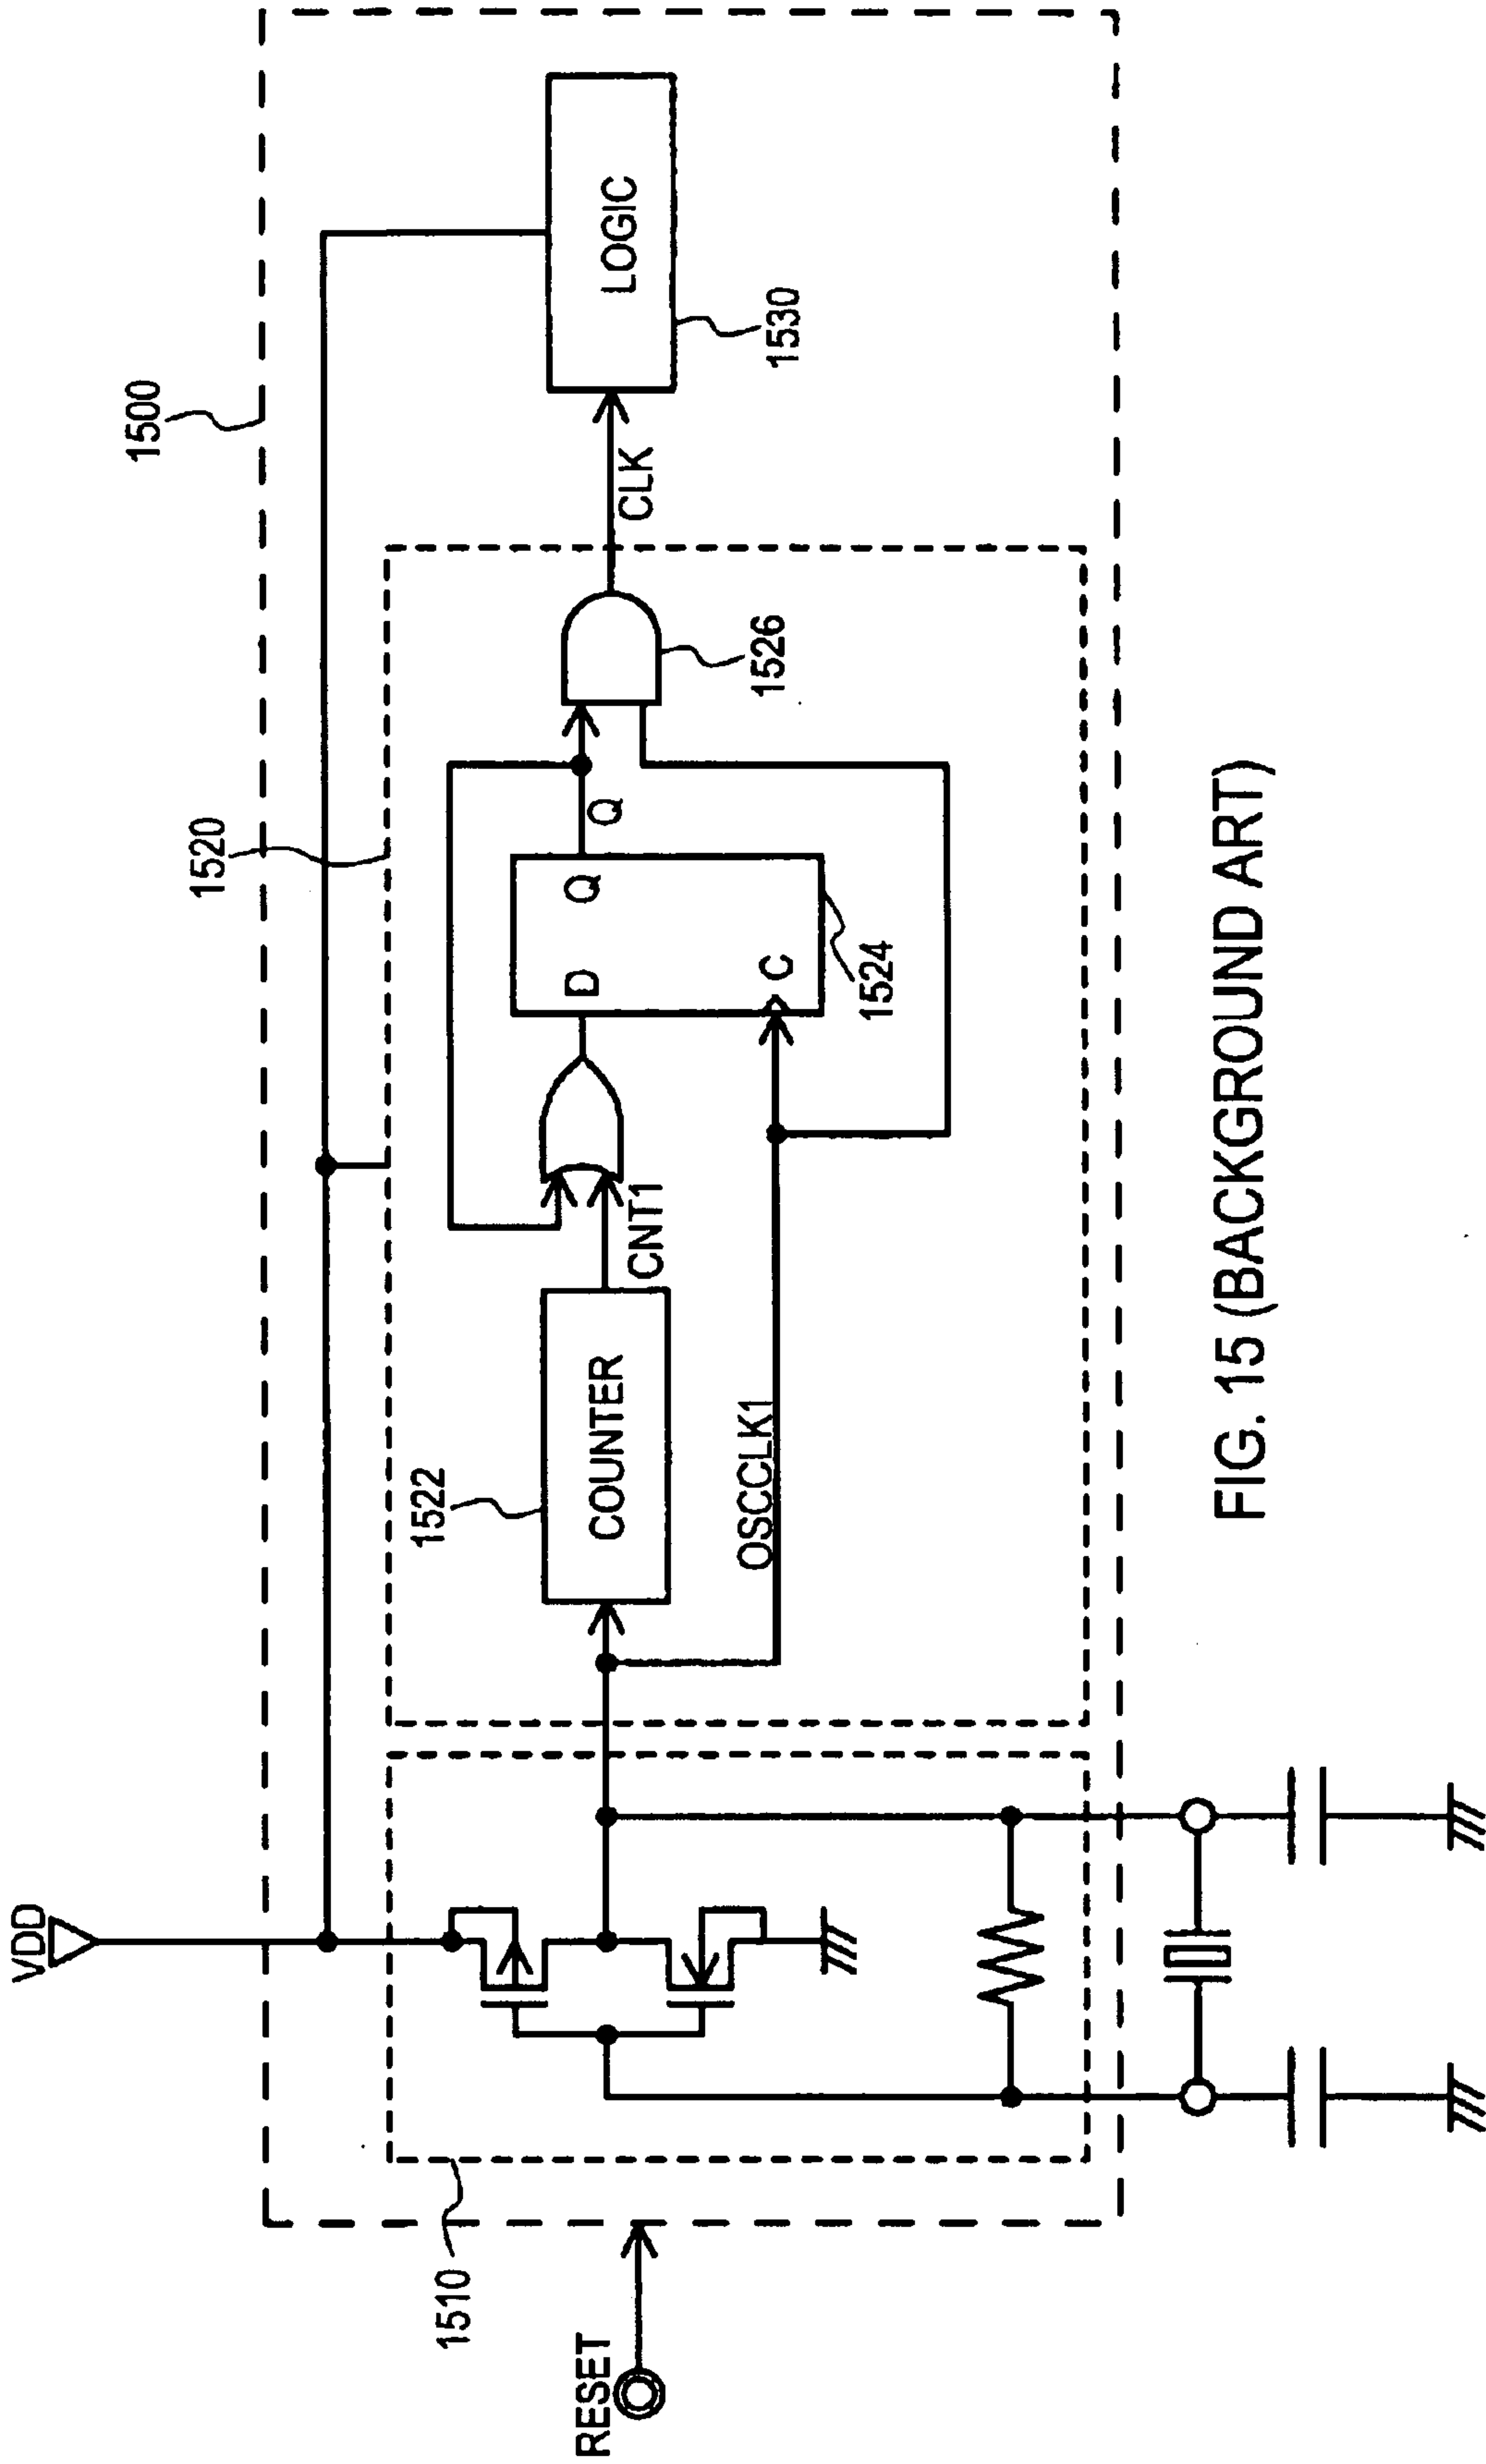 VDD
1500
1520
1510
1522
RESET
COUNTER
CNT1
OSCCLK1
D
Q
C
1524
Q
1526
CLK
LOGIC
1530
FIG. 15 (BACKGROUND ART)